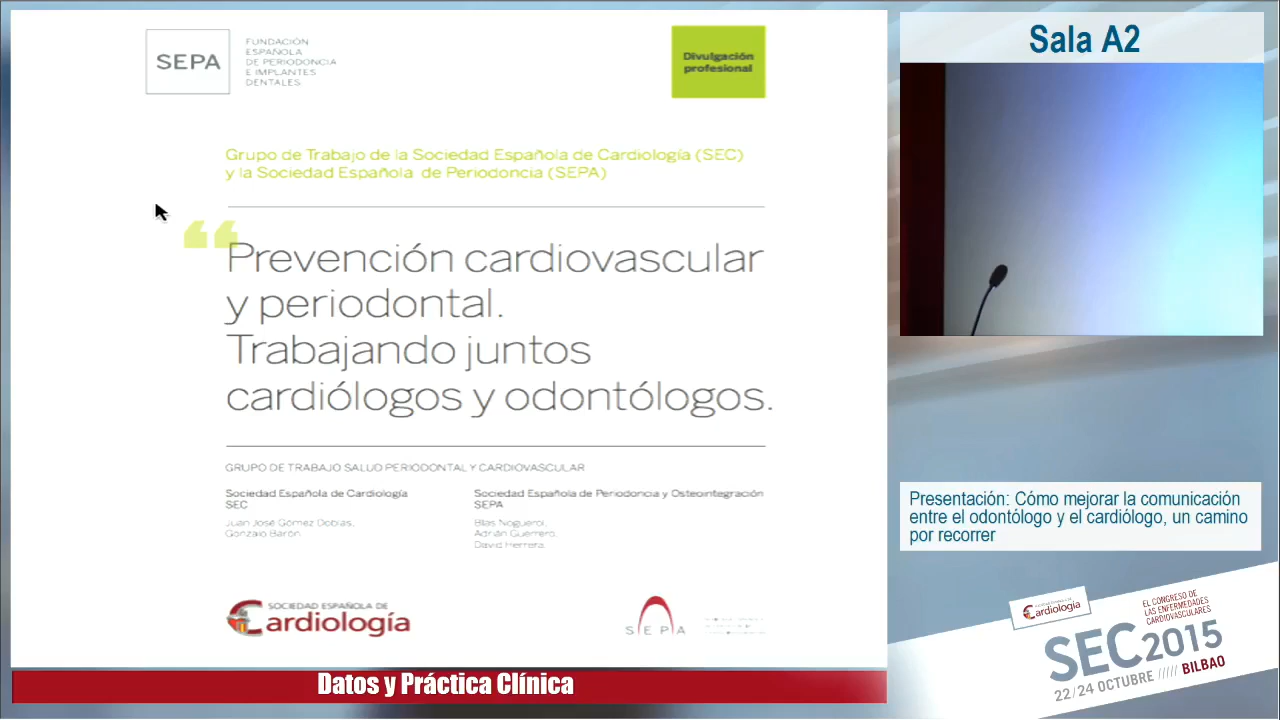 SEPA
FUNDACIÓN
ESPAÑOLA
DE PERIODONCIA
E IMPLANTES
DENTALES
Divulgación
profesional
Grupo de Trabajo de la Sociedad Española de Cardiología (SEC)
y la Sociedad Española de Periodoncia (SEPA)
“Prevención cardiovascular
y periodontal.
Trabajando juntos
cardiólogos y odontólogos.
GRUPO DE TRABAJO SALUD PERIODONTAL Y CARDIOVASCULAR
Sociedad Española de Cardiología
SEC
Juan José Gómez Doblas,
Gonzalo Barón
Sociedad Española de Periodoncia y Osteointegración
SEPA
Blas Noguerol,
Adrián Guerrero,
David Herrera
SOCIEDAD ESPAÑOLA DE
Cardiología
SEPA
Datos y Práctica Clínica
Sala A2
Presentación: Cómo mejorar la comunicación
entre el odontólogo y el cardiólogo, un camino
por recorrer
Cardiología
EL CONGRESO
DE LAS ENFERMEDADES
CARDIOVASCULARES
SEC2015
22/24 OCTUBRE ///// BILBAO